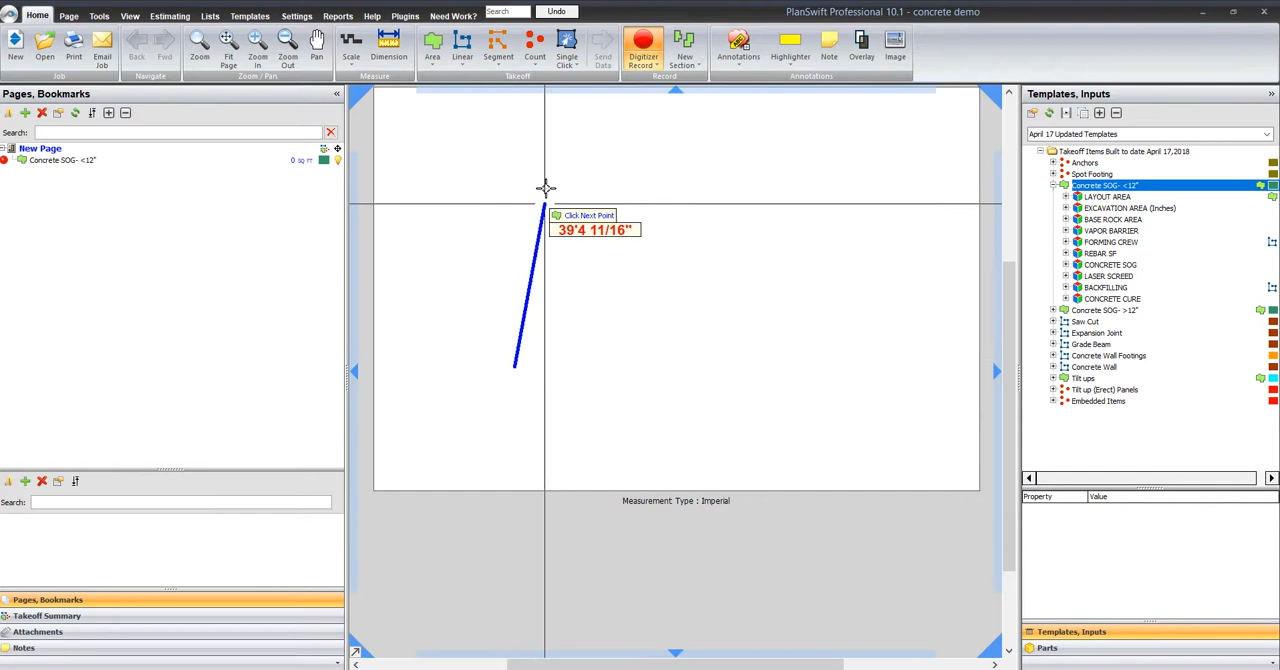 Home Page Tools View Estimating Lists Templates Settings Reports Help Plugins Need Work? Search Undo PlanSwift Professional 10.1 - concrete demo
New Open Print Email Job Back Fwd Zoom Fit Page Zoom In Zoom Out Pan Scale Dimension Area Linear Segment Count Single Click Send Data Digitizer Record New Section Annotations Highlighter Note Overlay Image
Job Navigate Zoom / Pan Measure Takeoff Record Annotations
Pages, Bookmarks
Search:
New Page
Concrete SOG- <12" 0 sq ft
Search:
Pages, Bookmarks
Takeoff Summary
Attachments
Notes
Click Next Point
39'4 11/16"
Measurement Type : Imperial
Templates, Inputs
April 17 Updated Templates
Takeoff Items Built to date April 17,2018
Anchors
Spot Footing
Concrete SOG- <12"
LAYOUT AREA
EXCAVATION AREA (Inches)
BASE ROCK AREA
VAPOR BARRIER
FORMING CREW
REBAR SF
CONCRETE SOG
LASER SCREED
BACKFILLING
CONCRETE CURE
Concrete SOG- >12"
Saw Cut
Expansion Joint
Grade Beam
Concrete Wall Footings
Concrete Wall
Tilt ups
Tilt up (Erect) Panels
Embedded Items
Property Value
Templates, Inputs
Parts